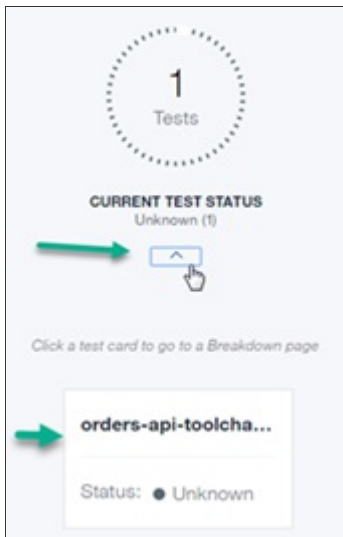 1
Tests
CURRENT TEST STATUS
Unknown (1)
Click a test card to go to a Breakdown page
orders-api-toolcha...
Status: ● Unknown